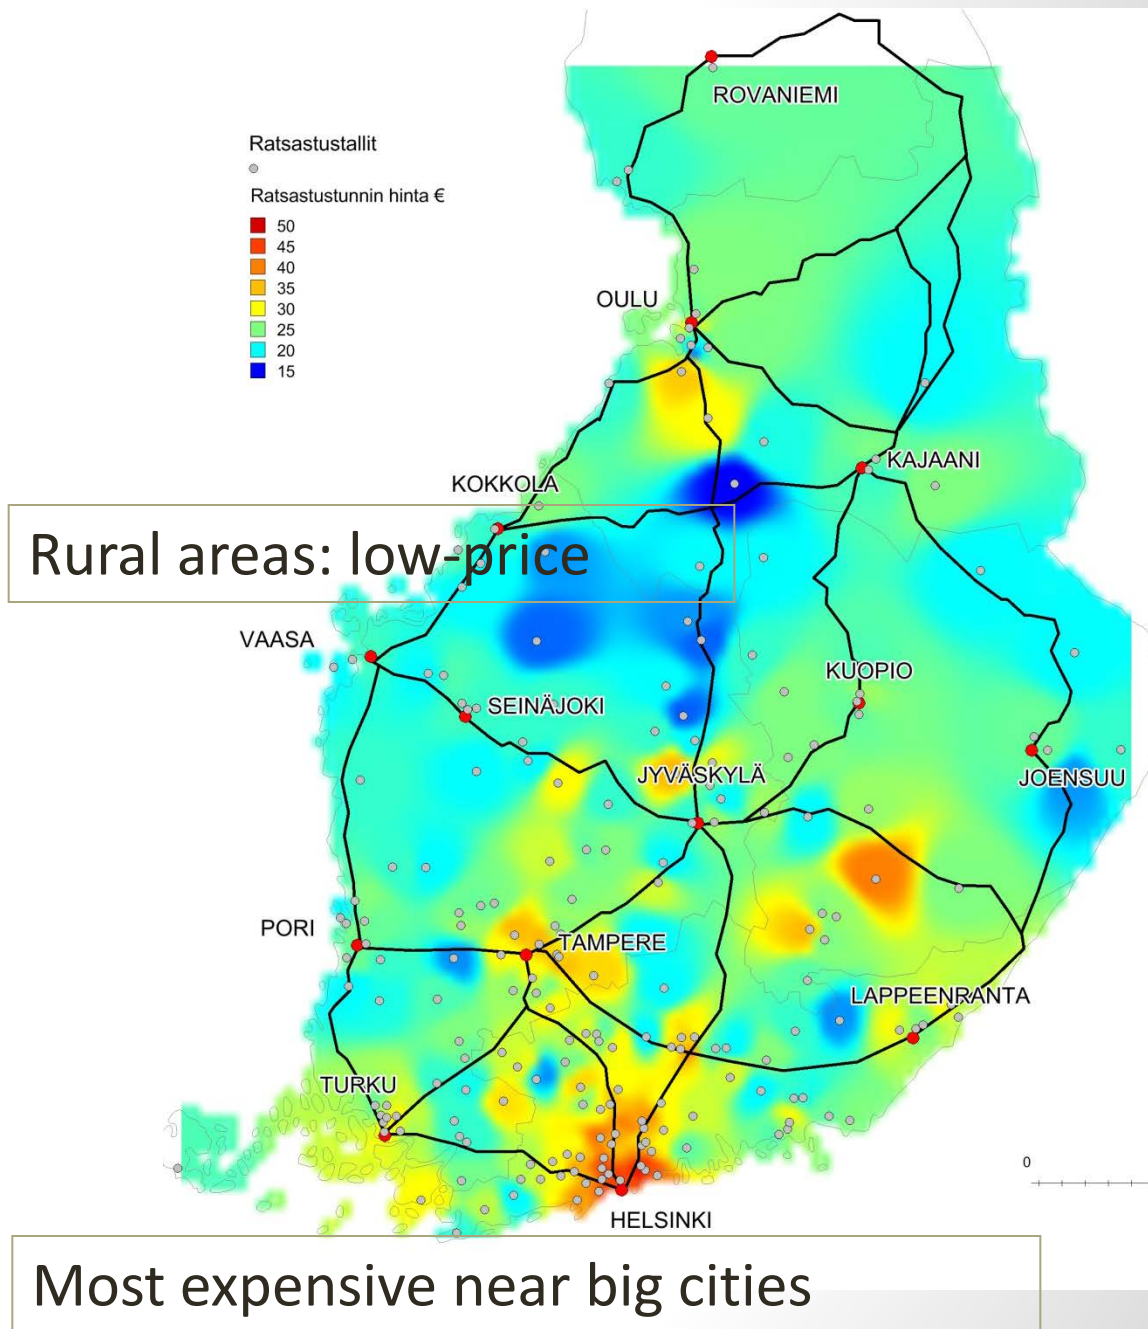 ROVANIEMI
Ratsastustallit
Ratsastustunnin hinta €
50
45
40
35
30
25
20
15
OULU
KAJAANI
KOKKOLA
Rural areas: low-price
VAASA
KUOPIO
SEINÄJOKI
JYVÄSKYLÄ
JOENSUU
PORI
TAMPERE
LAPPEENRANTA
TURKU
0
HELSINKI
Most expensive near big cities